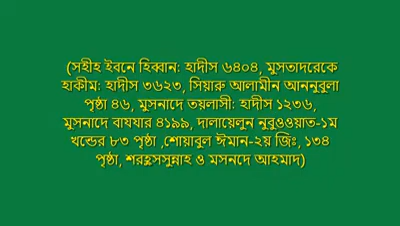 (সহীহ ইবনে হিব্বান: হাদীস ৬৪০৪, মুসতাদরেকে
হাকীম: হাদীস ৩৬২৩, সিয়ারু আলামীন আননুবুলা
পৃষ্ঠা ৪৬, মুসনাদে তয়লাসী: হাদীস ১২৩৬,
মুসনাদে বাযযার ৪১৯৯, দালায়েলুন নুবুওওয়াত-১ম
খন্ডের ৮৩ পৃষ্ঠা ,শোয়াবুল ঈমান-২য় জিঃ, ১৩৪
পৃষ্ঠা, শরহুসসুন্নাহ ও মসনদে আহমাদ)